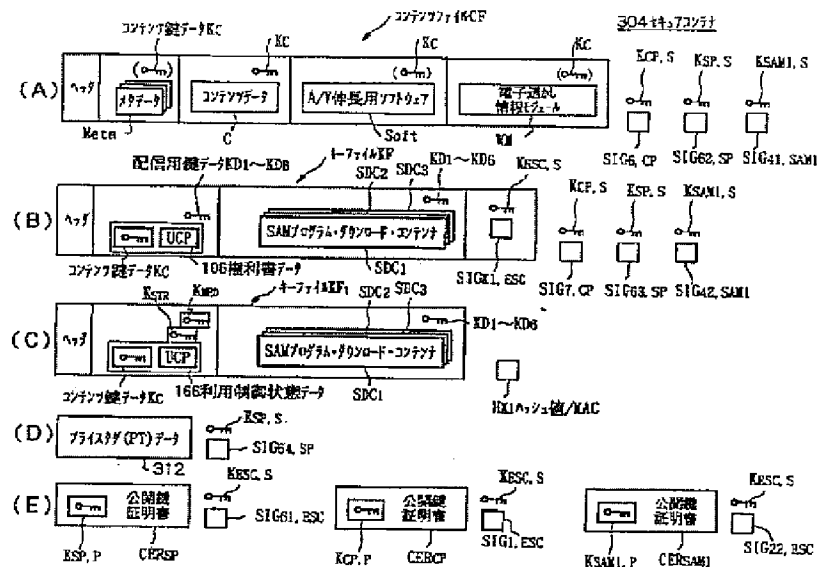 コンテンツファイルCF
304セキュアコンテナ
コンテンツ鍵データKC
KC
KC
KC
KCP, S
KSP, S
KSAM1, S
(A)
ヘッダ
メタデータ
コンテンツデータ
A/V伸長用ソフトウェア
電子透かし
情報モジュール
Meta
C
Soft
WM
SIG6, CP
SIG62, SP
SIG41, SAM1
配信用鍵データKD1~KD6
キーファイルKF
SDC2
SDC3
KD1~KD6
KESC, S
KCP, S
KSP, S
KSAM1, S
(B)
ヘッダ
UCP
SAMプログラム・ダウンロード・コンテナ
SDC1
SIGK1, ESC
SIG7, CP
SIG63, SP
SIG42, SAM1
コンテンツ鍵データKC
106権利書データ
キーファイルKF1
KSTR
KMED
SDC2
SDC3
KD1~KD6
(C)
ヘッダ
UCP
SAMプログラム・ダウンロード・コンテナ
SDC1
コンテンツ鍵データKC
166利用制御状態データ
HK1ハッシュ値/MAC
(D)
プライスタグ(PT)データ
312
KSP, S
SIG64, SP
(E)
公開鍵
証明書
KESC, S
SIG61, ESC
KSP, P
CERSP
公開鍵
証明書
KESC, S
SIG1, ESC
KCP, P
CERCP
公開鍵
証明書
KESC, S
SIG22, ESC
KSAM1, P
CERSAM1